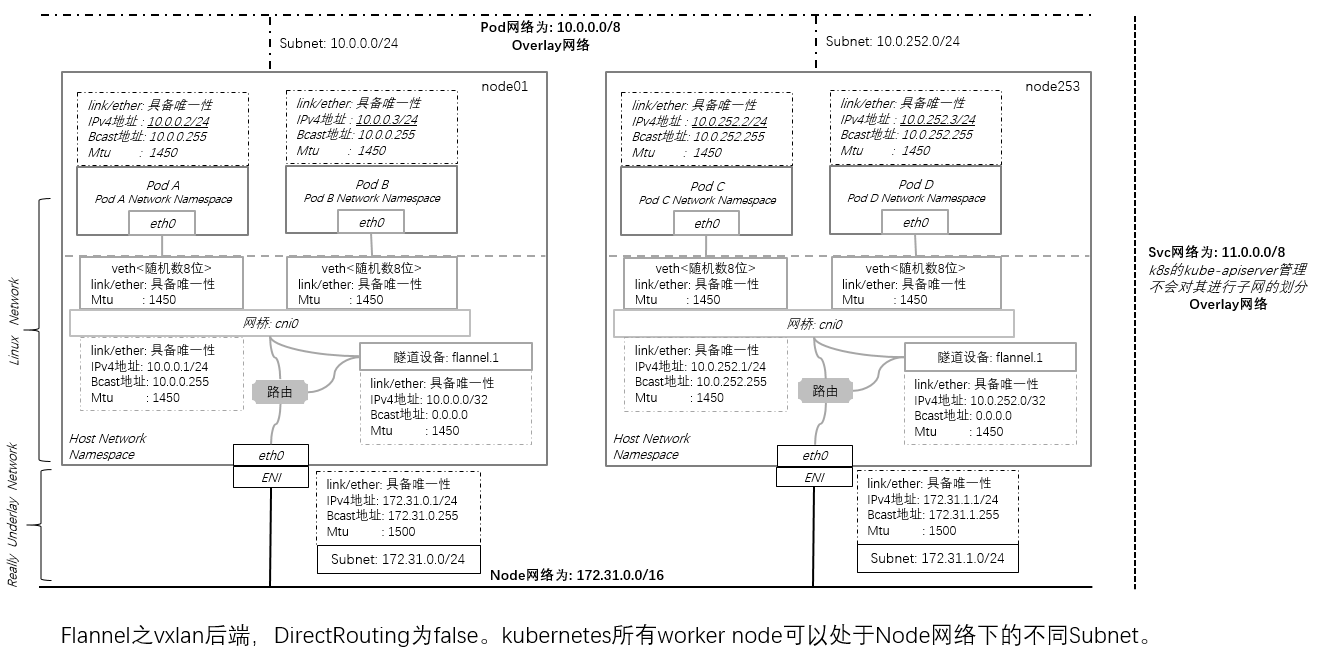 Pod网络为: 10.0.0.0/8
Overlay网络
Subnet: 10.0.0.0/24
Subnet: 10.0.252.0/24
node01
link/ether: 具备唯一性
IPv4地址 : 10.0.0.2/24
Bcast地址: 10.0.0.255
Mtu : 1450
link/ether: 具备唯一性
IPv4地址 : 10.0.0.3/24
Bcast地址: 10.0.0.255
Mtu : 1450
Pod A
Pod A Network Namespace
eth0
Pod B
Pod B Network Namespace
eth0
veth<随机数8位>
link/ether: 具备唯一性
Mtu : 1450
veth<随机数8位>
link/ether: 具备唯一性
Mtu : 1450
网桥: cni0
link/ether: 具备唯一性
IPv4地址: 10.0.0.1/24
Bcast地址: 10.0.0.255
Mtu : 1450
路由
隧道设备: flannel.1
link/ether: 具备唯一性
IPv4地址: 10.0.0.0/32
Bcast地址: 0.0.0.0
Mtu : 1450
Host Network
Namespace
eth0
ENI
link/ether: 具备唯一性
IPv4地址: 172.31.0.1/24
Bcast地址: 172.31.0.255
Mtu : 1500
Subnet: 172.31.0.0/24
node253
link/ether: 具备唯一性
IPv4地址 : 10.0.252.2/24
Bcast地址: 10.0.252.255
Mtu : 1450
link/ether: 具备唯一性
IPv4地址 : 10.0.252.3/24
Bcast地址: 10.0.252.255
Mtu : 1450
Pod C
Pod C Network Namespace
eth0
Pod D
Pod D Network Namespace
eth0
veth<随机数8位>
link/ether: 具备唯一性
Mtu : 1450
veth<随机数8位>
link/ether: 具备唯一性
Mtu : 1450
网桥: cni0
link/ether: 具备唯一性
IPv4地址: 10.0.252.1/24
Bcast地址: 10.0.252.255
Mtu : 1450
路由
隧道设备: flannel.1
link/ether: 具备唯一性
IPv4地址: 10.0.252.0/32
Bcast地址: 0.0.0.0
Mtu : 1450
Host Network
Namespace
eth0
ENI
link/ether: 具备唯一性
IPv4地址: 172.31.1.1/24
Bcast地址: 172.31.1.255
Mtu : 1500
Subnet: 172.31.1.0/24
Linux Network
Really Underlay Network
Node网络为: 172.31.0.0/16
Svc网络为: 11.0.0.0/8
k8s的kube-apiserver管理
不会对其进行子网的划分
Overlay网络
Flannel之vxlan后端，DirectRouting为false。kubernetes所有worker node可以处于Node网络下的不同Subnet。